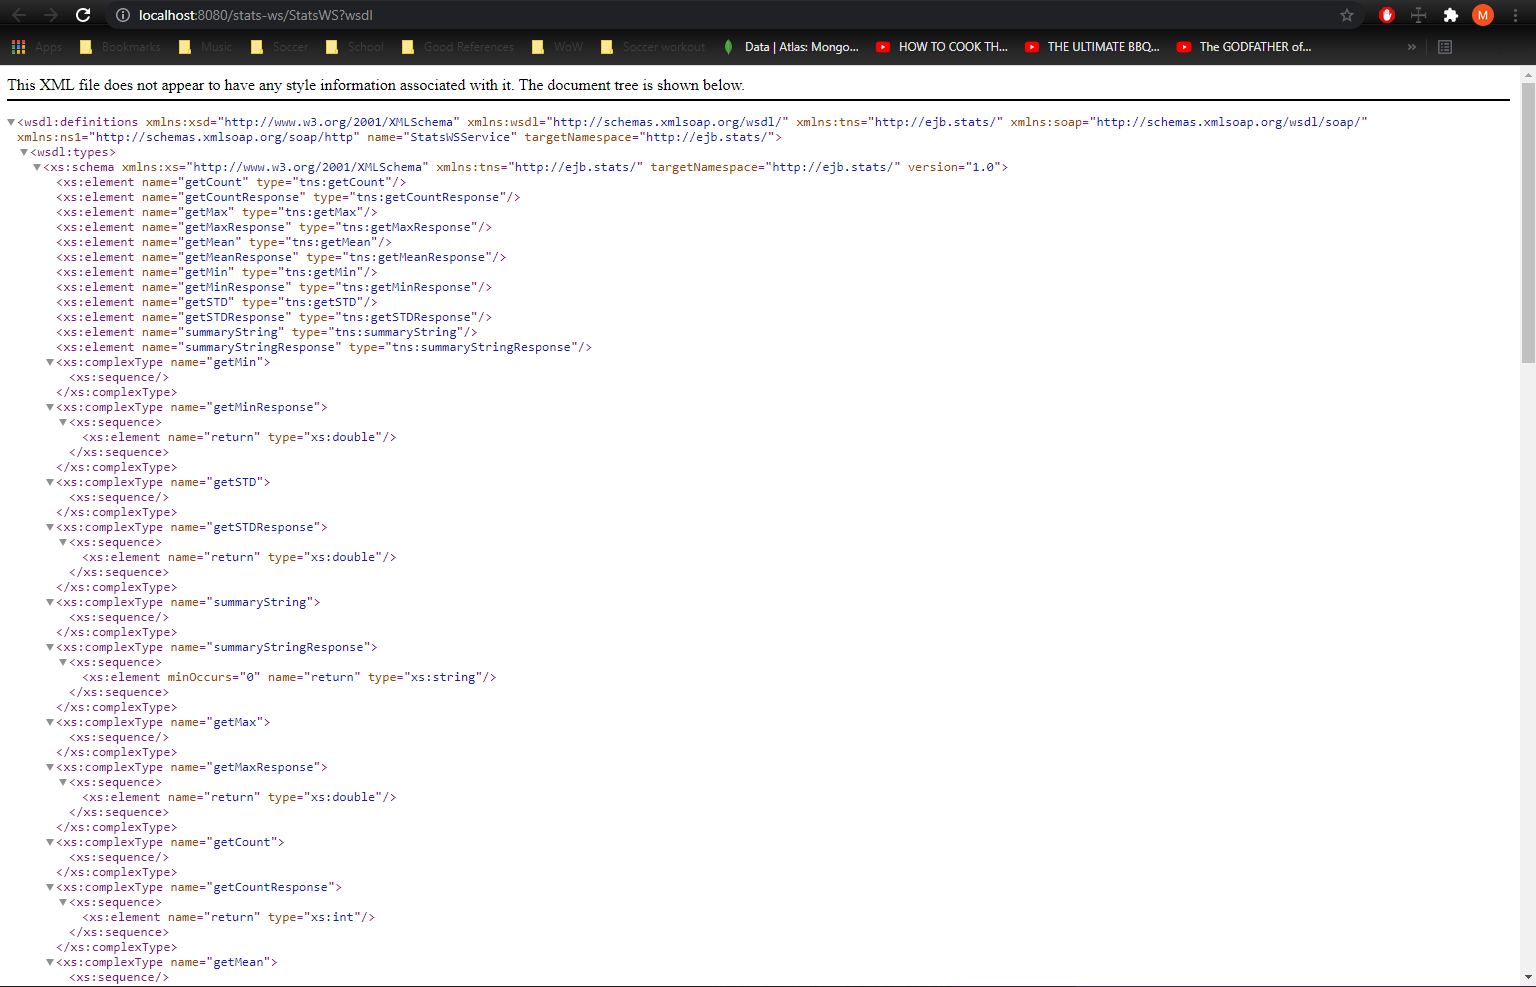 localhost:8080/stats-ws/StatsWS?wsdl
M
Apps Bookmarks Music Soccer School Good References WoW Soccer workout Data | Atlas: Mongo... HOW TO COOK TH... THE ULTIMATE BBQ... The GODFATHER of... »
This XML file does not appear to have any style information associated with it. The document tree is shown below.
▼<wsdl:definitions xmlns:xsd="http://www.w3.org/2001/XMLSchema" xmlns:wsdl="http://schemas.xmlsoap.org/wsdl/" xmlns:tns="http://ejb.stats/" xmlns:soap="http://schemas.xmlsoap.org/wsdl/soap/"
xmlns:ns1="http://schemas.xmlsoap.org/soap/http" name="StatsWSService" targetNamespace="http://ejb.stats/">
▼<wsdl:types>
▼<xs:schema xmlns:xs="http://www.w3.org/2001/XMLSchema" xmlns:tns="http://ejb.stats/" targetNamespace="http://ejb.stats/" version="1.0">
<xs:element name="getCount" type="tns:getCount"/>
<xs:element name="getCountResponse" type="tns:getCountResponse"/>
<xs:element name="getMax" type="tns:getMax"/>
<xs:element name="getMaxResponse" type="tns:getMaxResponse"/>
<xs:element name="getMean" type="tns:getMean"/>
<xs:element name="getMeanResponse" type="tns:getMeanResponse"/>
<xs:element name="getMin" type="tns:getMin"/>
<xs:element name="getMinResponse" type="tns:getMinResponse"/>
<xs:element name="getSTD" type="tns:getSTD"/>
<xs:element name="getSTDResponse" type="tns:getSTDResponse"/>
<xs:element name="summaryString" type="tns:summaryString"/>
<xs:element name="summaryStringResponse" type="tns:summaryStringResponse"/>
▼<xs:complexType name="getMin">
<xs:sequence/>
</xs:complexType>
▼<xs:complexType name="getMinResponse">
▼<xs:sequence>
<xs:element name="return" type="xs:double"/>
</xs:sequence>
</xs:complexType>
▼<xs:complexType name="getSTD">
<xs:sequence/>
</xs:complexType>
▼<xs:complexType name="getSTDResponse">
▼<xs:sequence>
<xs:element name="return" type="xs:double"/>
</xs:sequence>
</xs:complexType>
▼<xs:complexType name="summaryString">
<xs:sequence/>
</xs:complexType>
▼<xs:complexType name="summaryStringResponse">
▼<xs:sequence>
<xs:element minOccurs="0" name="return" type="xs:string"/>
</xs:sequence>
</xs:complexType>
▼<xs:complexType name="getMax">
<xs:sequence/>
</xs:complexType>
▼<xs:complexType name="getMaxResponse">
▼<xs:sequence>
<xs:element name="return" type="xs:double"/>
</xs:sequence>
</xs:complexType>
▼<xs:complexType name="getCount">
<xs:sequence/>
</xs:complexType>
▼<xs:complexType name="getCountResponse">
▼<xs:sequence>
<xs:element name="return" type="xs:int"/>
</xs:sequence>
</xs:complexType>
▼<xs:complexType name="getMean">
<xs:sequence/>